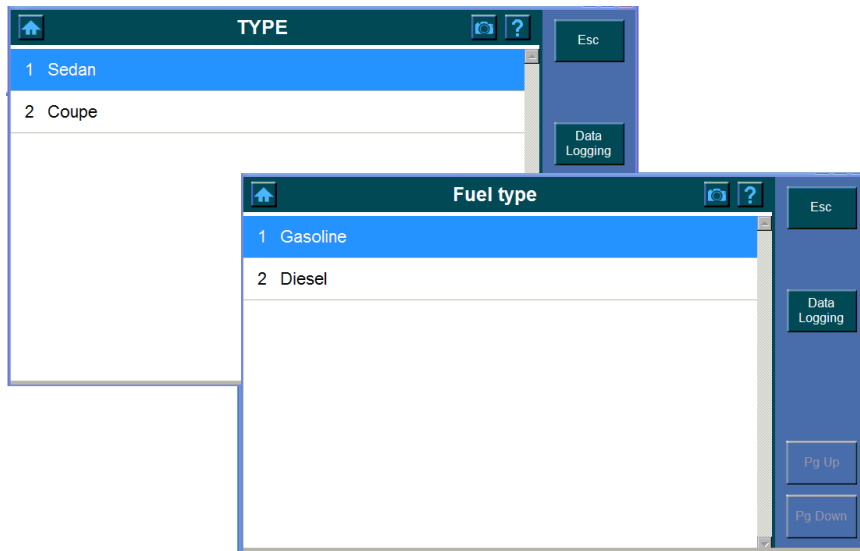 TYPE
?
Esc
1 Sedan
2 Coupe
Data
Logging
Fuel type
?
Esc
1 Gasoline
2 Diesel
Data
Logging
Pg Up
Pg Down